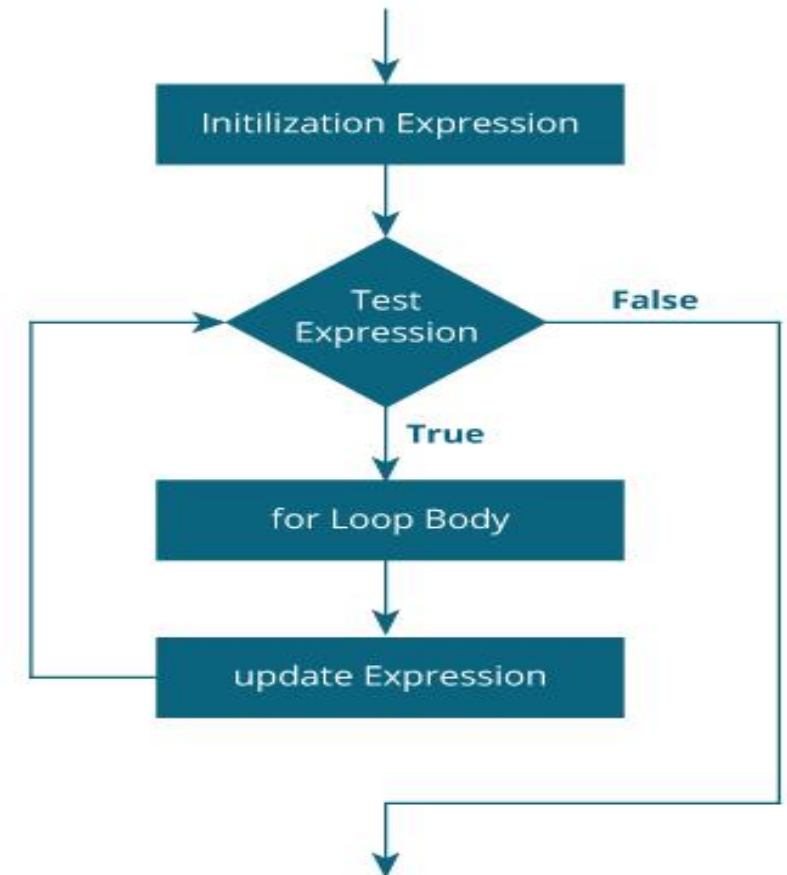 Initilization Expression
Test
Expression
False
True
for Loop Body
update Expression